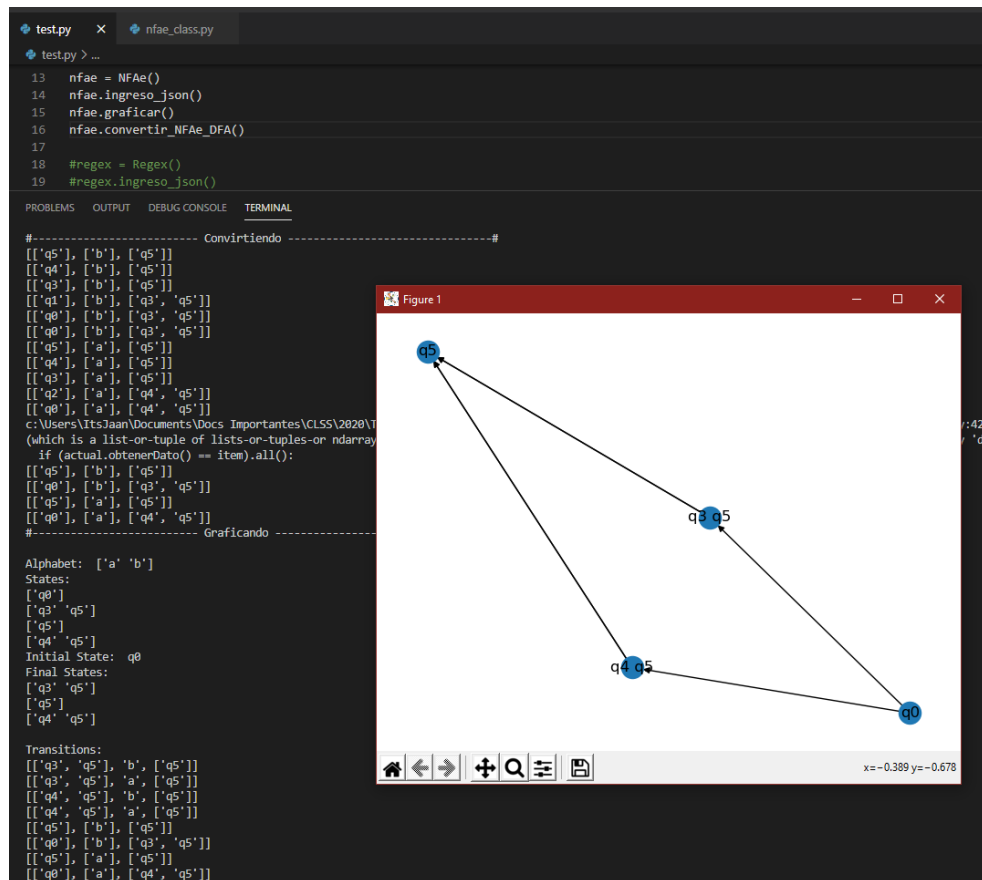 test.py × nfae_class.py
test.py > ...
13 nfae = NFAe()
14 nfae.ingreso_json()
15 nfae.graficar()
16 nfae.convertir_NFAe_DFA()
17
18 #regex = Regex()
19 #regex.ingreso_json()
PROBLEMS OUTPUT DEBUG CONSOLE TERMINAL
#-------------------------- Convirtiendo --------------------------------#
[['q5'], ['b'], ['q5']]
[['q4'], ['b'], ['q5']]
[['q3'], ['b'], ['q5']]
[['q1'], ['b'], ['q3', 'q5']]
[['q0'], ['b'], ['q3', 'q5']]
[['q0'], ['b'], ['q3', 'q5']]
[['q5'], ['a'], ['q5']]
[['q4'], ['a'], ['q5']]
[['q3'], ['a'], ['q5']]
[['q2'], ['a'], ['q4', 'q5']]
[['q0'], ['a'], ['q4', 'q5']]
c:\Users\ItsJaan\Documents\Docs Importantes\CLSS\2020\T y:42
(which is a list-or-tuple of lists-or-tuples-or ndarray
if (actual.obtenerDato() == item).all():
[['q5'], ['b'], ['q5']]
[['q0'], ['b'], ['q3', 'q5']]
[['q5'], ['a'], ['q5']]
[['q0'], ['a'], ['q4', 'q5']]
#-------------------------- Graficando ----------------
Alphabet: ['a' 'b']
States:
['q0']
['q3' 'q5']
['q5']
['q4' 'q5']
Initial State: q0
Final States:
['q3' 'q5']
['q5']
['q4' 'q5']
Transitions:
[['q3', 'q5'], 'b', ['q5']]
[['q3', 'q5'], 'a', ['q5']]
[['q4', 'q5'], 'b', ['q5']]
[['q4', 'q5'], 'a', ['q5']]
[['q5'], ['b'], ['q5']]
[['q0'], ['b'], ['q3', 'q5']]
[['q5'], ['a'], ['q5']]
[['q0'], ['a'], ['q4', 'q5']]
Figure 1
q5
q3 q5
q4 q5
q0
x=−0.389 y=−0.678